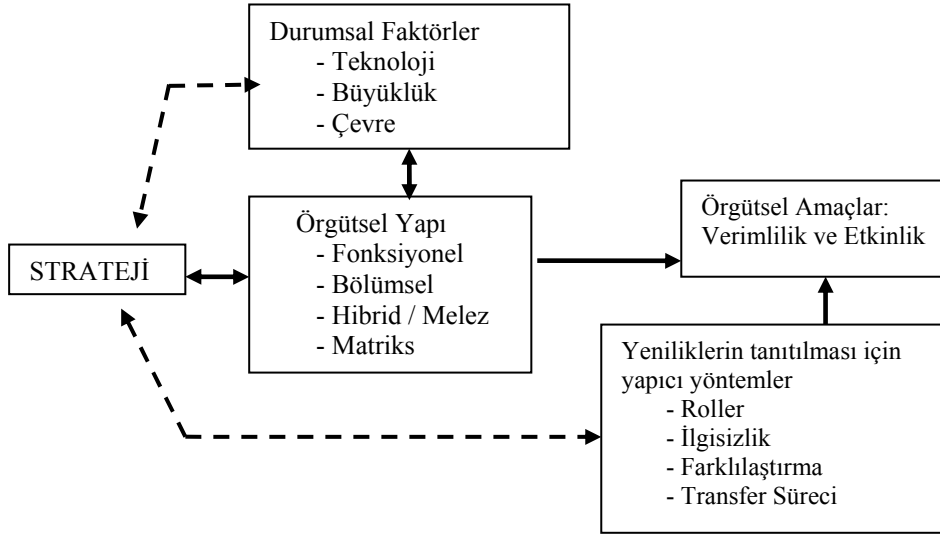 Durumsal Faktörler
- Teknoloji
- Büyüklük
- Çevre
STRATEJİ
Örgütsel Yapı
- Fonksiyonel
- Bölümsel
- Hibrid / Melez
- Matriks
Örgütsel Amaçlar:
Verimlilik ve Etkinlik
Yeniliklerin tanıtılması için
yapıcı yöntemler
- Roller
- İlgisizlik
- Farklılaştırma
- Transfer Süreci